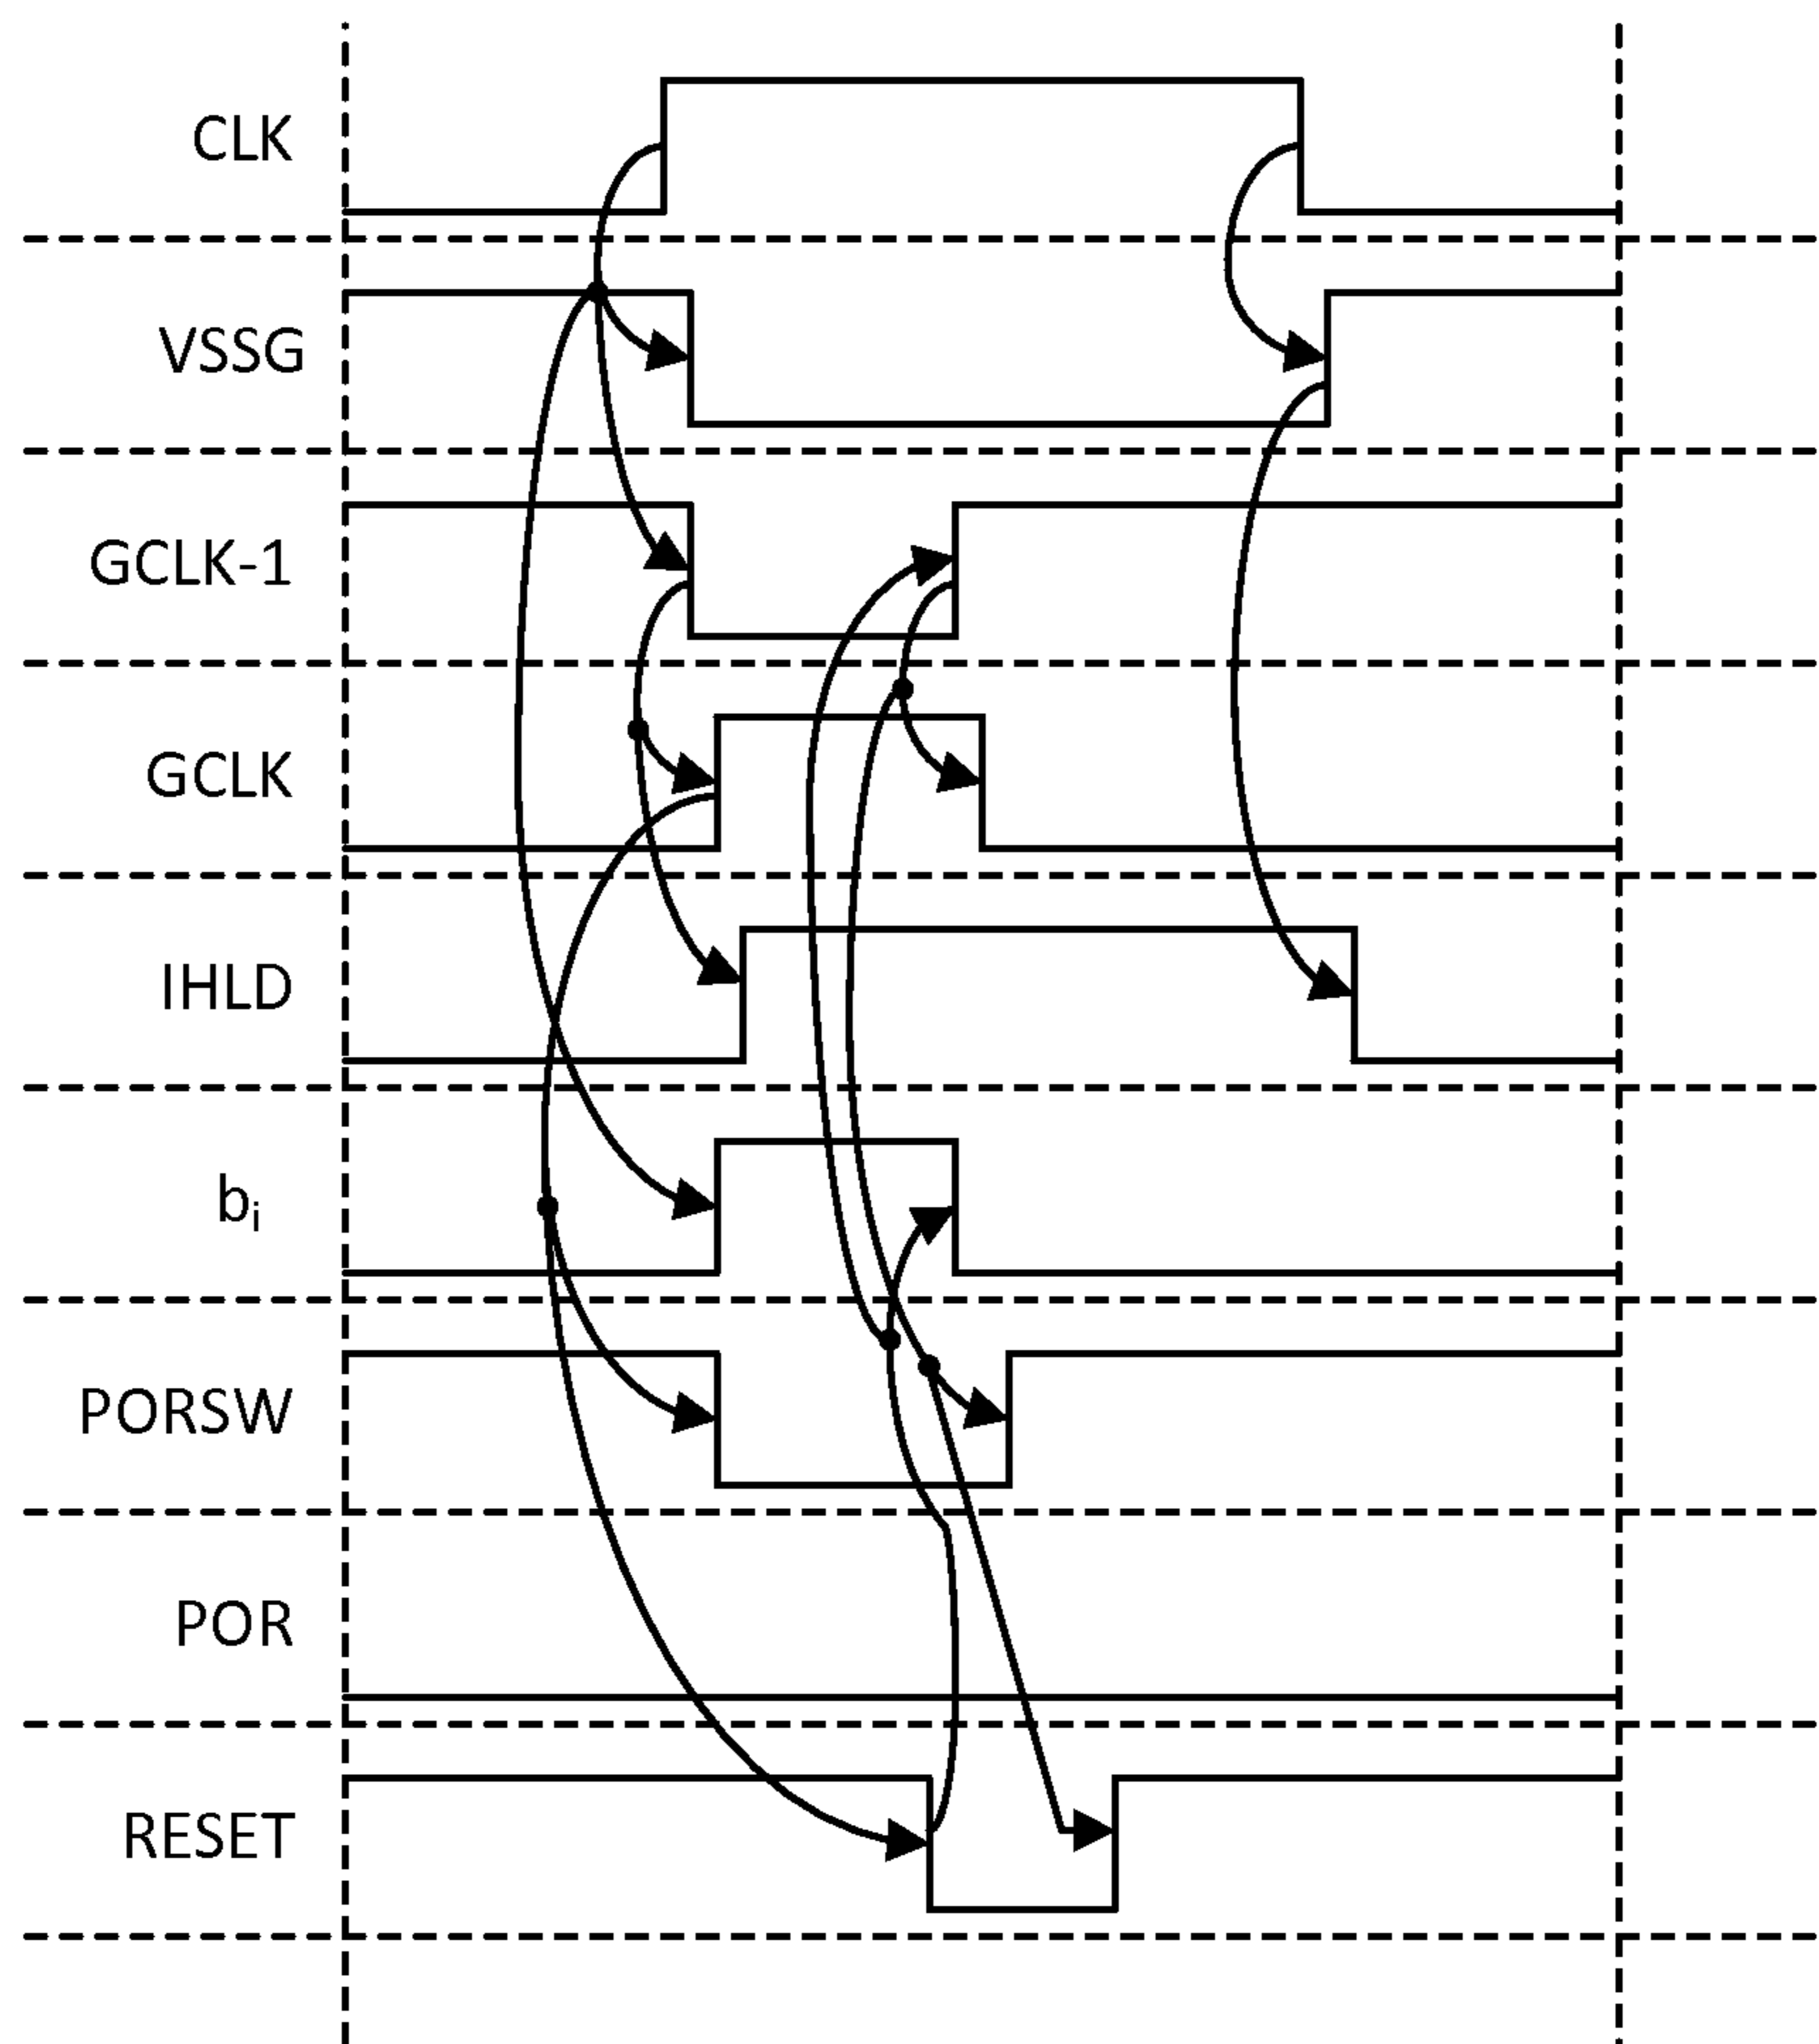 CLK
VSSG
GCLK-1
GCLK
IHLD
bi
PORSW
POR
RESET